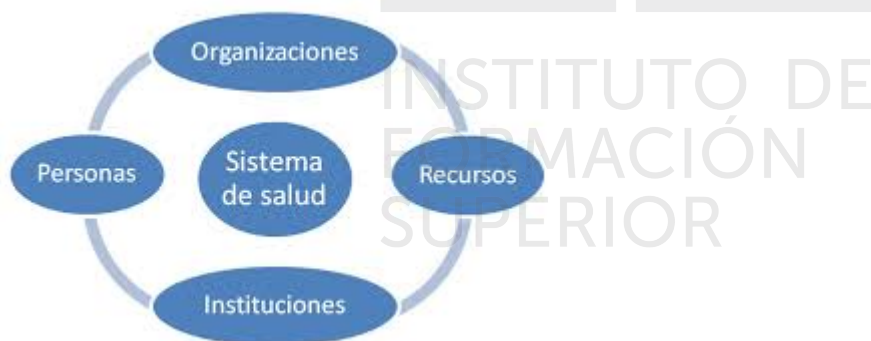 Organizaciones
Personas
Sistema
de salud
Recursos
Instituciones
INSTITUTO DE
FORMACIÓN
SUPERIOR